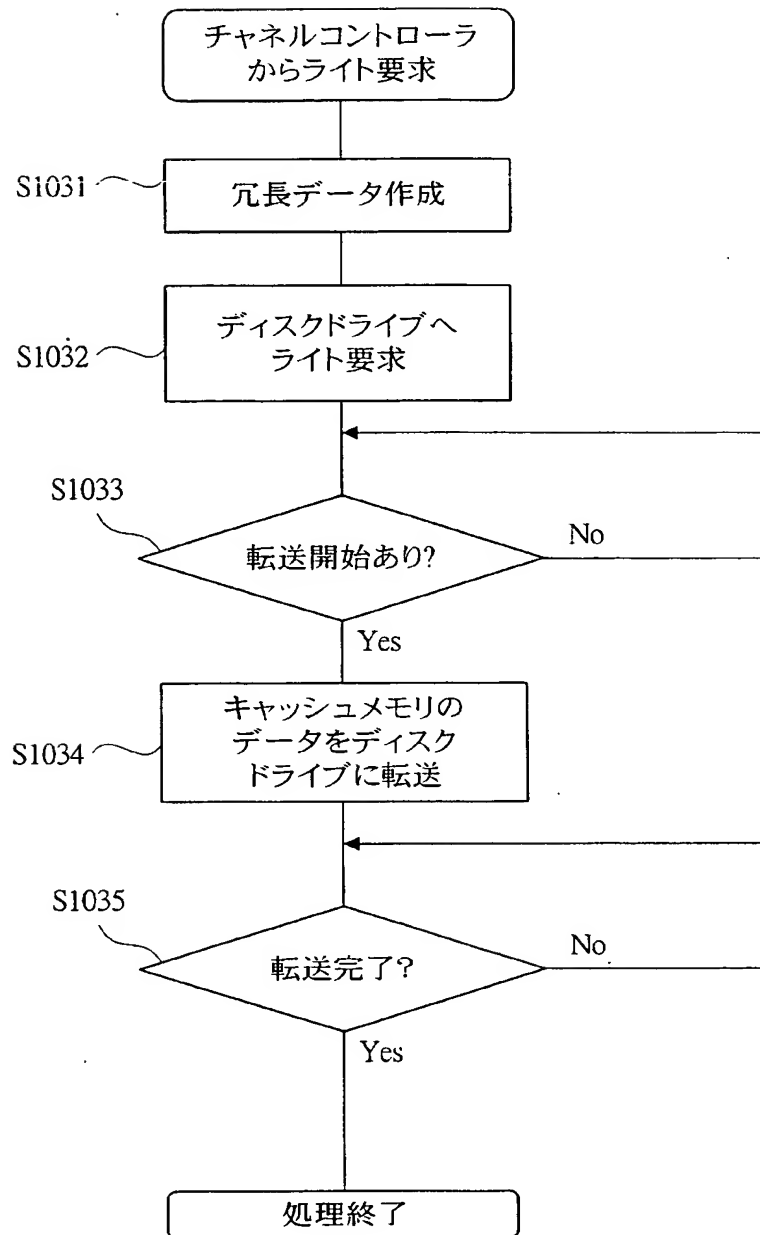 チャネルコントローラ
からライト要求
S1031
冗長データ作成
S1032
ディスクドライブへ
ライト要求
S1033
転送開始あり?
No
Yes
S1034
キャッシュメモリの
データをディスク
ドライブに転送
S1035
転送完了?
No
Yes
処理終了